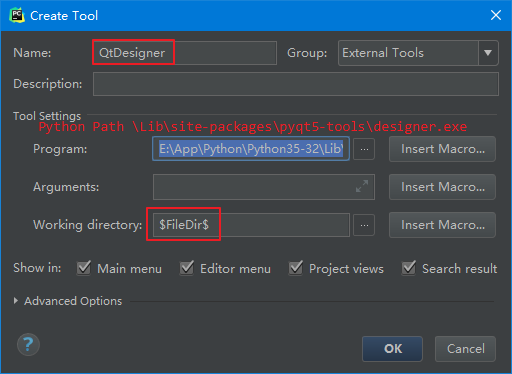 PC
Create Tool
Name: QtDesigner Group: External Tools
Description:
Tool Settings
Python Path \Lib\site-packages\pyqt5-tools\designer.exe
Program: E:\App\Python\Python35-32\Lib\ ... Insert Macro...
Arguments: Insert Macro...
Working directory: $FileDir$ ... Insert Macro...
Show in: Main menu Editor menu Project views Search result
Advanced Options
? OK Cancel